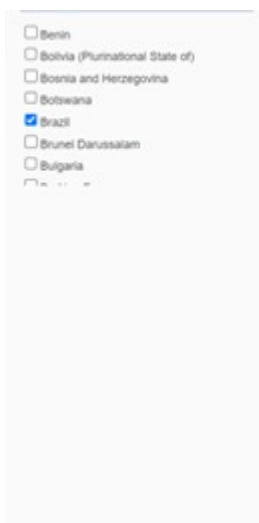 Benin
Bolivia (Plurinational State of)
Bosnia and Herzegovina
Botswana
Brazil
Brunei Darussalam
Bulgaria